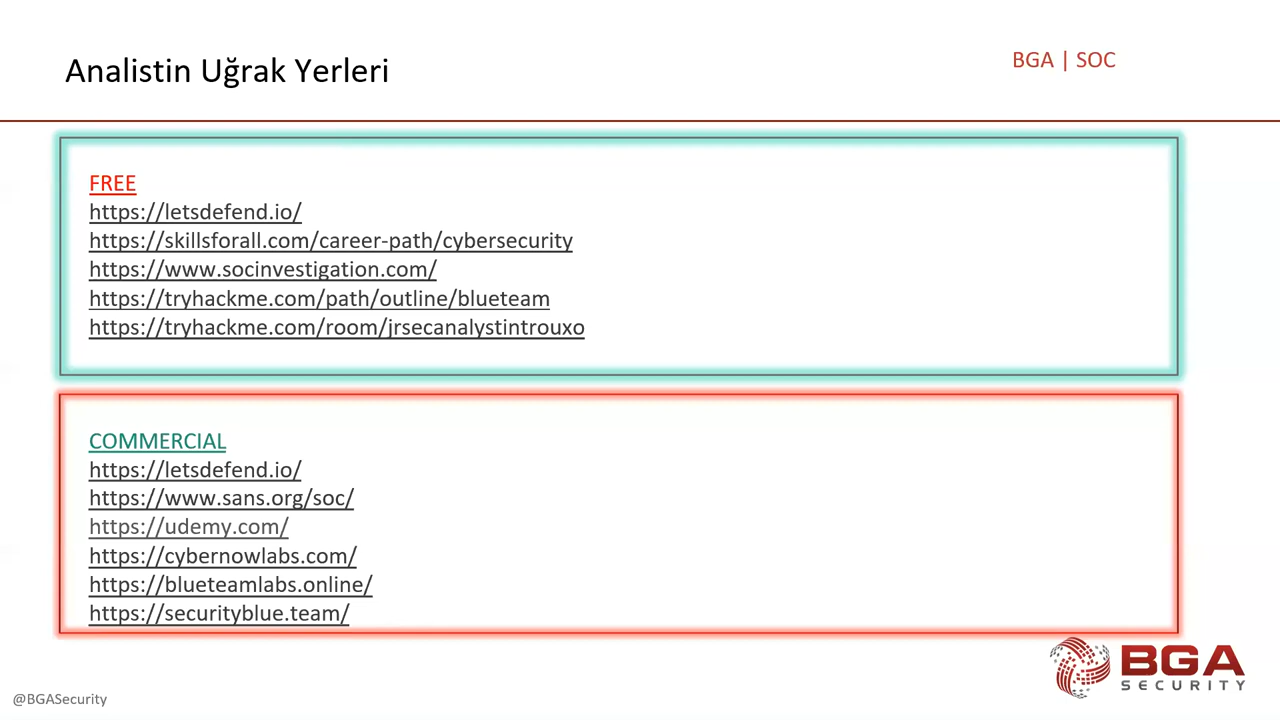 Analistin Uğrak Yerleri
BGA | SOC
FREE
https://letsdefend.io/
https://skillsforall.com/career-path/cybersecurity
https://www.socinvestigation.com/
https://tryhackme.com/path/outline/blueteam
https://tryhackme.com/room/jrsecanalystintrouxo
COMMERCIAL
https://letsdefend.io/
https://www.sans.org/soc/
https://udemy.com/
https://cybernowlabs.com/
https://blueteamlabs.online/
https://securityblue.team/
BGA
SECURITY
@BGASecurity